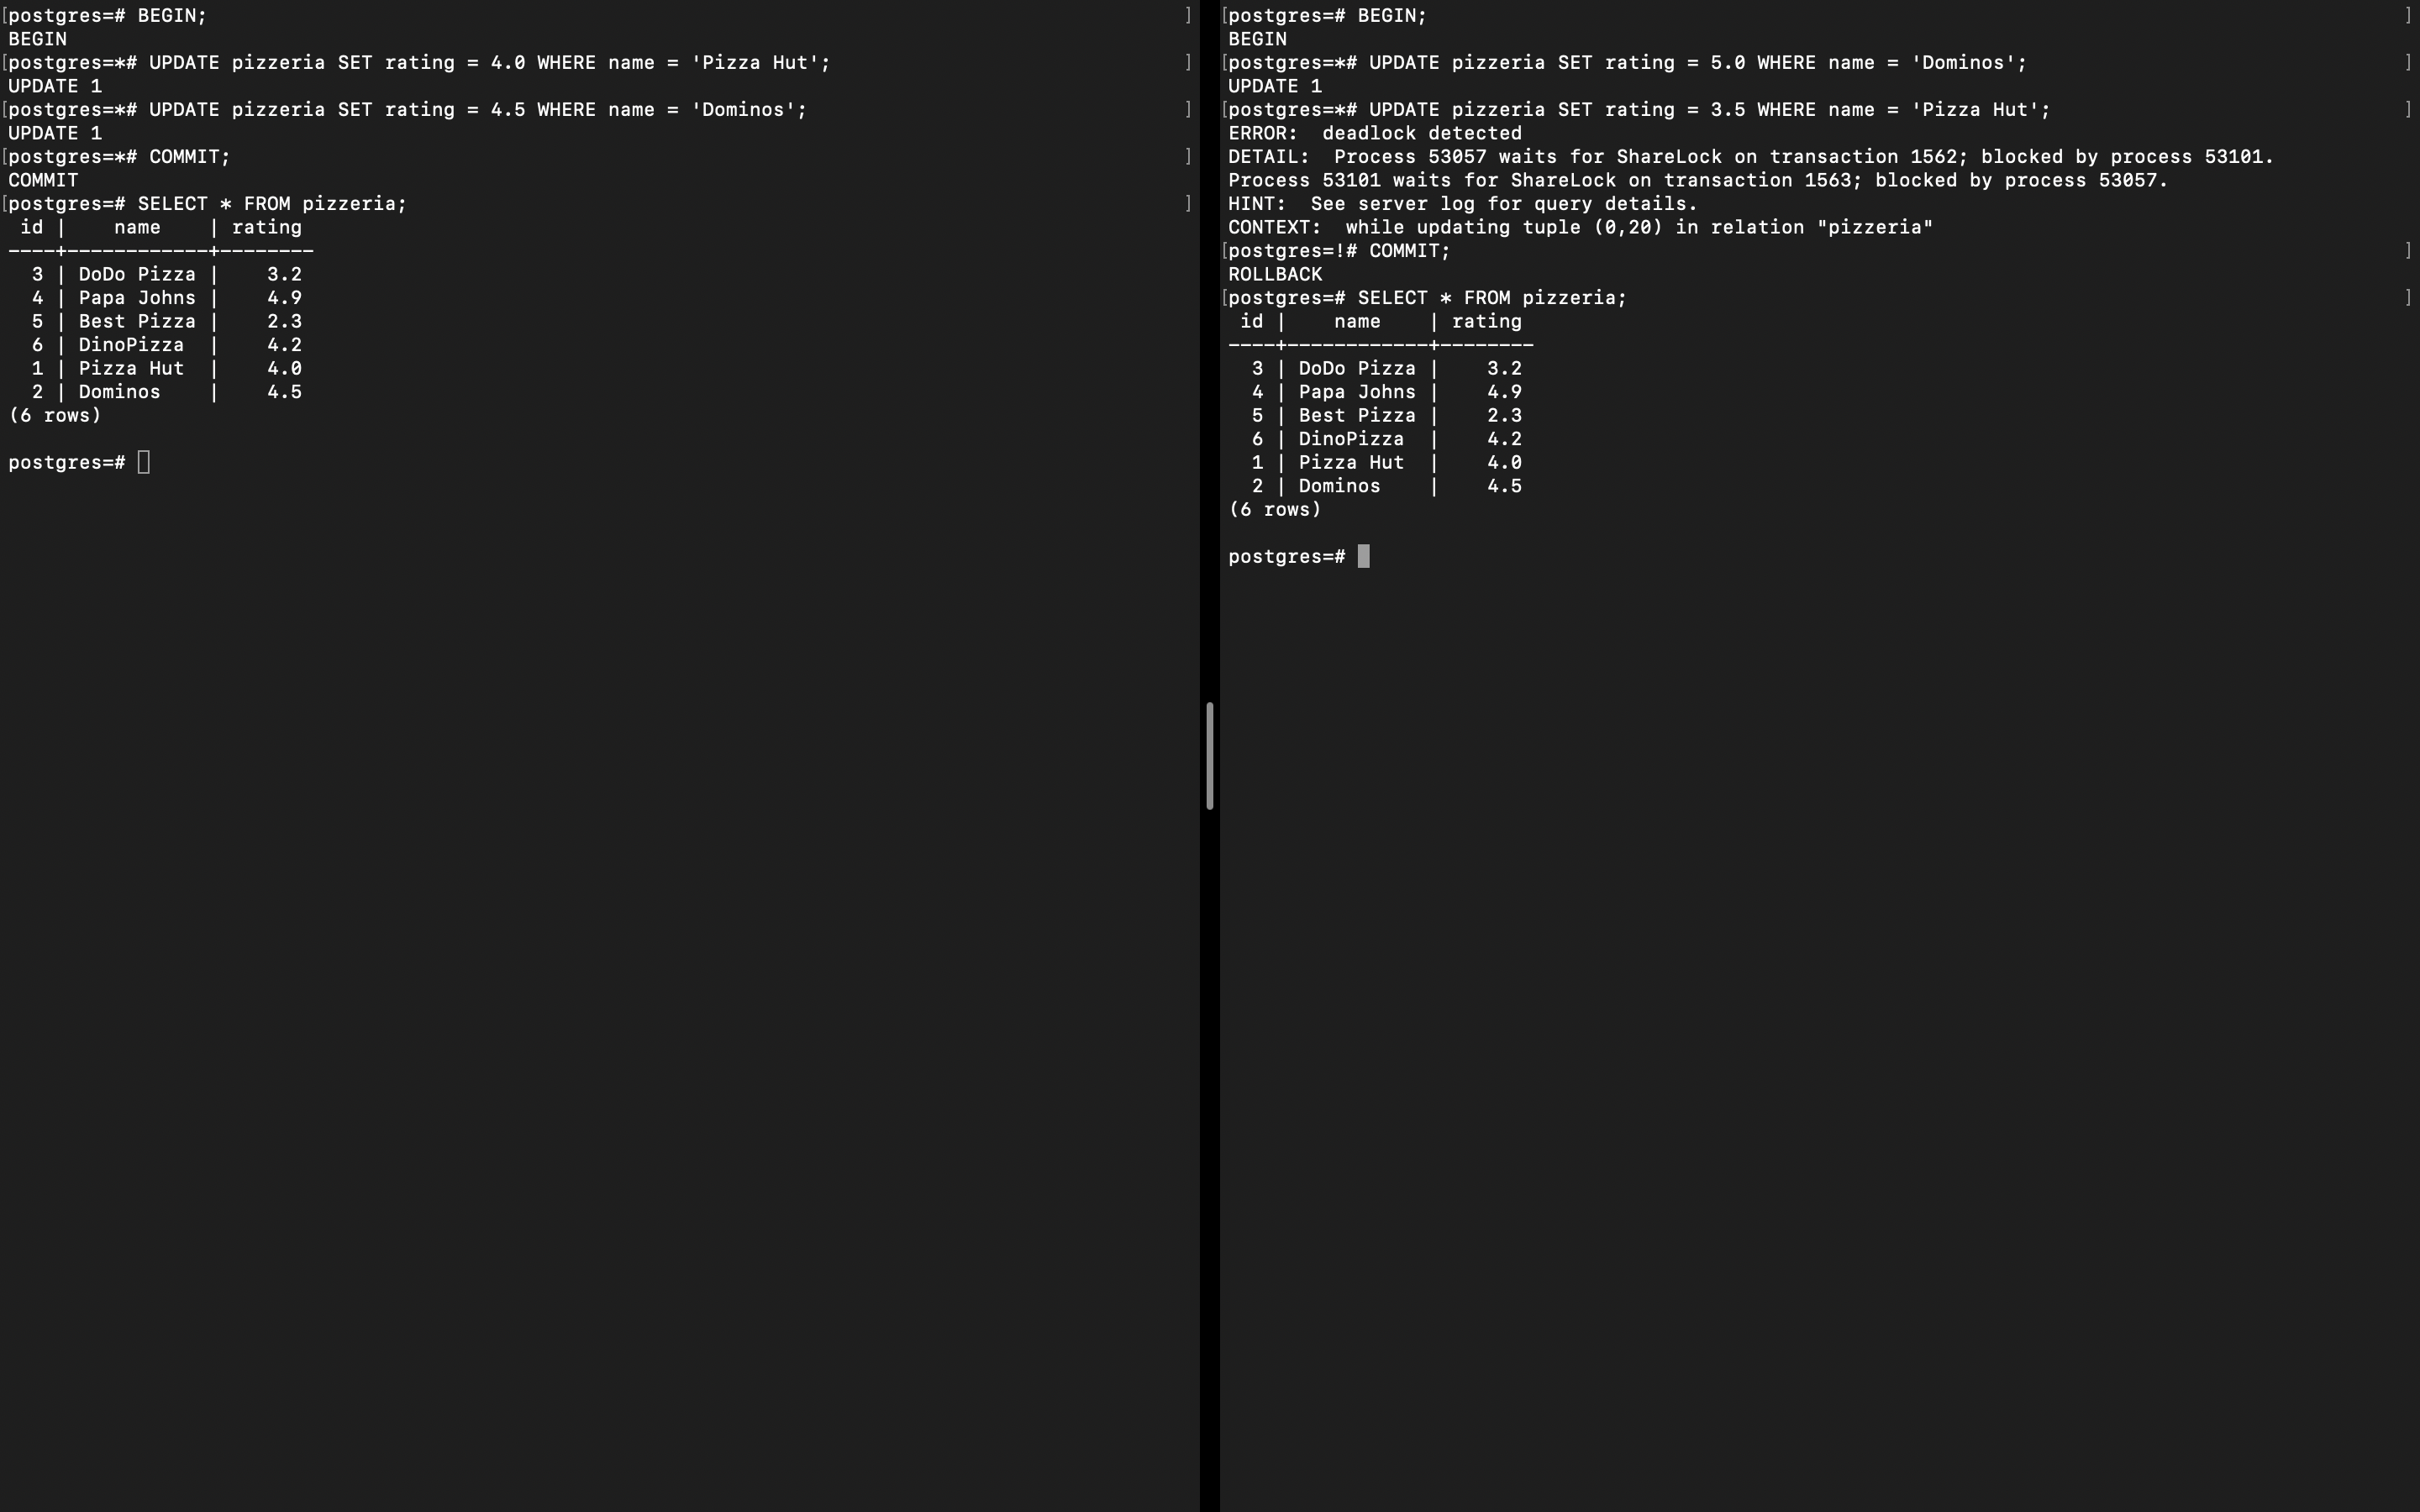 [postgres=# BEGIN; ]
BEGIN
[postgres=*# UPDATE pizzeria SET rating = 4.0 WHERE name = 'Pizza Hut'; ]
UPDATE 1
[postgres=*# UPDATE pizzeria SET rating = 4.5 WHERE name = 'Dominos'; ]
UPDATE 1
[postgres=*# COMMIT; ]
COMMIT
[postgres=# SELECT * FROM pizzeria; ]
 id |    name    | rating
----+------------+--------
  3 | DoDo Pizza |    3.2
  4 | Papa Johns |    4.9
  5 | Best Pizza |    2.3
  6 | DinoPizza  |    4.2
  1 | Pizza Hut  |    4.0
  2 | Dominos    |    4.5
(6 rows)
postgres=#
[postgres=# BEGIN; ]
BEGIN
[postgres=*# UPDATE pizzeria SET rating = 5.0 WHERE name = 'Dominos'; ]
UPDATE 1
[postgres=*# UPDATE pizzeria SET rating = 3.5 WHERE name = 'Pizza Hut'; ]
ERROR:  deadlock detected
DETAIL:  Process 53057 waits for ShareLock on transaction 1562; blocked by process 53101.
Process 53101 waits for ShareLock on transaction 1563; blocked by process 53057.
HINT:  See server log for query details.
CONTEXT:  while updating tuple (0,20) in relation "pizzeria"
[postgres=!# COMMIT; ]
ROLLBACK
[postgres=# SELECT * FROM pizzeria; ]
 id |    name    | rating
----+------------+--------
  3 | DoDo Pizza |    3.2
  4 | Papa Johns |    4.9
  5 | Best Pizza |    2.3
  6 | DinoPizza  |    4.2
  1 | Pizza Hut  |    4.0
  2 | Dominos    |    4.5
(6 rows)
postgres=#